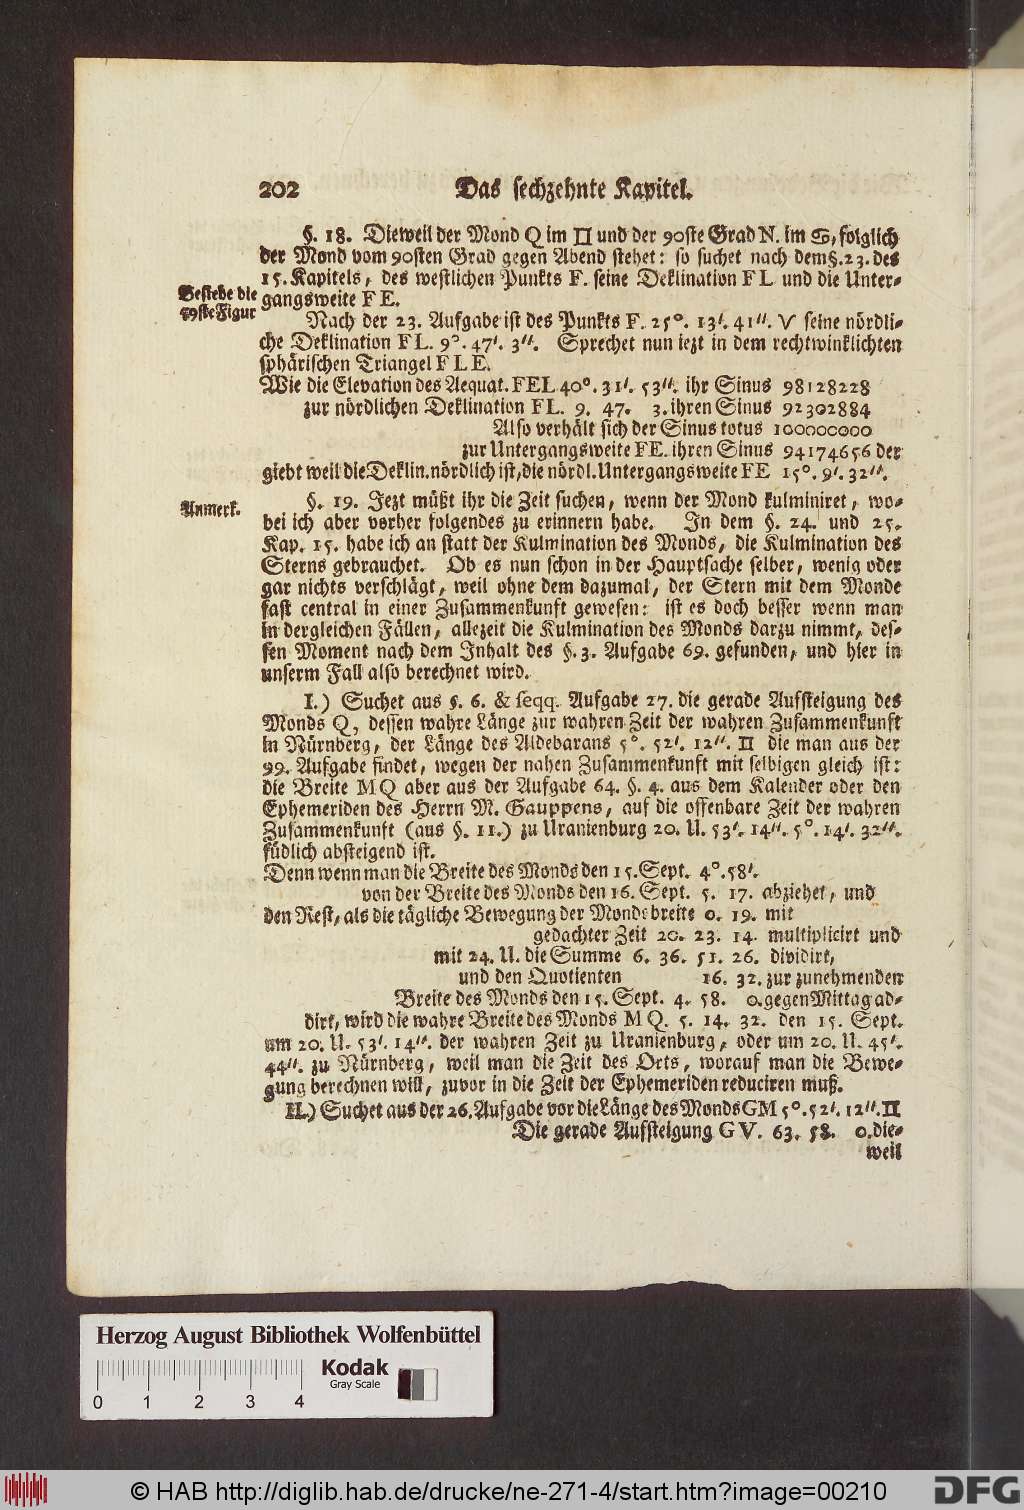 202 Das sechzehnte Kapitel.
§. 18. Dieweil der Mond Q im ♊ und der 90ste Grad N. im ♋, folglich
der Mond vom 90sten Grad gegen Abend stehet: so suchet nach dem §. 23. des
15. Kapitels, des westlichen Punkts F. seine Deklination F L und die Unter-
Besiehe die
59ste Figur
gangsweite F E.
Nach der 23. Aufgabe ist des Punkts F. 25°. 13′. 41″. V seine nördli-
che Deklination F L. 9°. 47′. 3″. Sprechet nun iezt in dem rechtwinklichten
sphärischen Triangel F L E.
Wie die Elevation des Aequat. FEL 40°. 31′. 53″. ihr Sinus 98128228
zur nördlichen Deklination FL. 9. 47. 3. ihren Sinus 92302884
Also verhält sich der Sinus totus 100000000
zur Untergangsweite FE. ihren Sinus 94174656 der
giebt weil die Deklin. nördlich ist, die nördl. Untergangsweite FE 15°. 9′. 32″.
Anmerk.
§. 19. Jezt müßt ihr die Zeit suchen, wenn der Mond kulminiret, wo-
bei ich aber vorher folgendes zu erinnern habe. In dem §. 24. und 25.
Kap. 15. habe ich an statt der Kulmination des Monds, die Kulmination des
Sterns gebrauchet. Ob es nun schon in der Hauptsache selber, wenig oder
gar nichts verschlägt, weil ohne dem dazumal, der Stern mit dem Monde
fast central in einer Zusammenkunft gewesen: ist es doch besser wenn man
in dergleichen Fällen, allezeit die Kulmination des Monds darzu nimmt, des-
sen Moment nach dem Inhalt des §. 3. Aufgabe 69. gefunden, und hier in
unserm Fall also berechnet wird.
I.) Suchet aus §. 6. & seqq. Aufgabe 27. die gerade Aufsteigung des
Monds Q, dessen wahre Länge zur wahren Zeit der wahren Zusammenkunft
in Nürnberg, der Länge des Aldebarans 5°. 52′. 12″. ♊ die man aus der
99. Aufgabe findet, wegen der nahen Zusammenkunft mit selbigen gleich ist:
die Breite M Q aber aus der Aufgabe 64. §. 4. aus dem Kalender oder den
Ephemeriden des Herrn M. Gauppens, auf die offenbare Zeit der wahren
Zusammenkunft (aus §. 11.) zu Uranienburg 20. U. 53′. 14″. 5°. 14′. 32″.
südlich absteigend ist.
Denn wenn man die Breite des Monds den 15. Sept. 4°. 58′.
von der Breite des Monds den 16. Sept. 5. 17. abziehet, und
den Rest, als die tägliche Bewegung der Mondsbreite 0. 19. mit
gedachter Zeit 20. 23. 14. multiplicirt und
mit 24. U. die Summe 6. 36. 51. 26. dividirt,
und den Quotienten 16. 32. zur zunehmenden
Breite des Monds den 15. Sept. 4. 58. 0. gegen Mittag ad-
dirt, wird die wahre Breite des Monds M Q. 5. 14. 32. den 15. Sept.
um 20. U. 53′. 14″. der wahren Zeit zu Uranienburg, oder um 20. U. 45′.
44″. zu Nürnberg, weil man die Zeit des Orts, worauf man die Bewe-
gung berechnen will, zuvor in die Zeit der Ephemeriden reduciren muß.
II.) Suchet aus der 26. Aufgabe vor die Länge des Monds GM 5°. 52′. 12″. ♊
Die gerade Aufsteigung G V. 63. 58. 0. die-
weil
Herzog August Bibliothek Wolfenbüttel
Kodak
Gray Scale
0 1 2 3 4
© HAB http://diglib.hab.de/drucke/ne-271-4/start.htm?image=00210
DFG